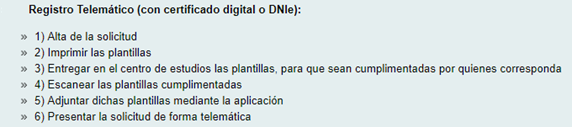 Registro Telemático (con certificado digital o DNIe):
» 1) Alta de la solicitud
» 2) Imprimir las plantillas
» 3) Entregar en el centro de estudios las plantillas, para que sean cumplimentadas por quienes corresponda
» 4) Escanear las plantillas cumplimentadas
» 5) Adjuntar dichas plantillas mediante la aplicación
» 6) Presentar la solicitud de forma telemática